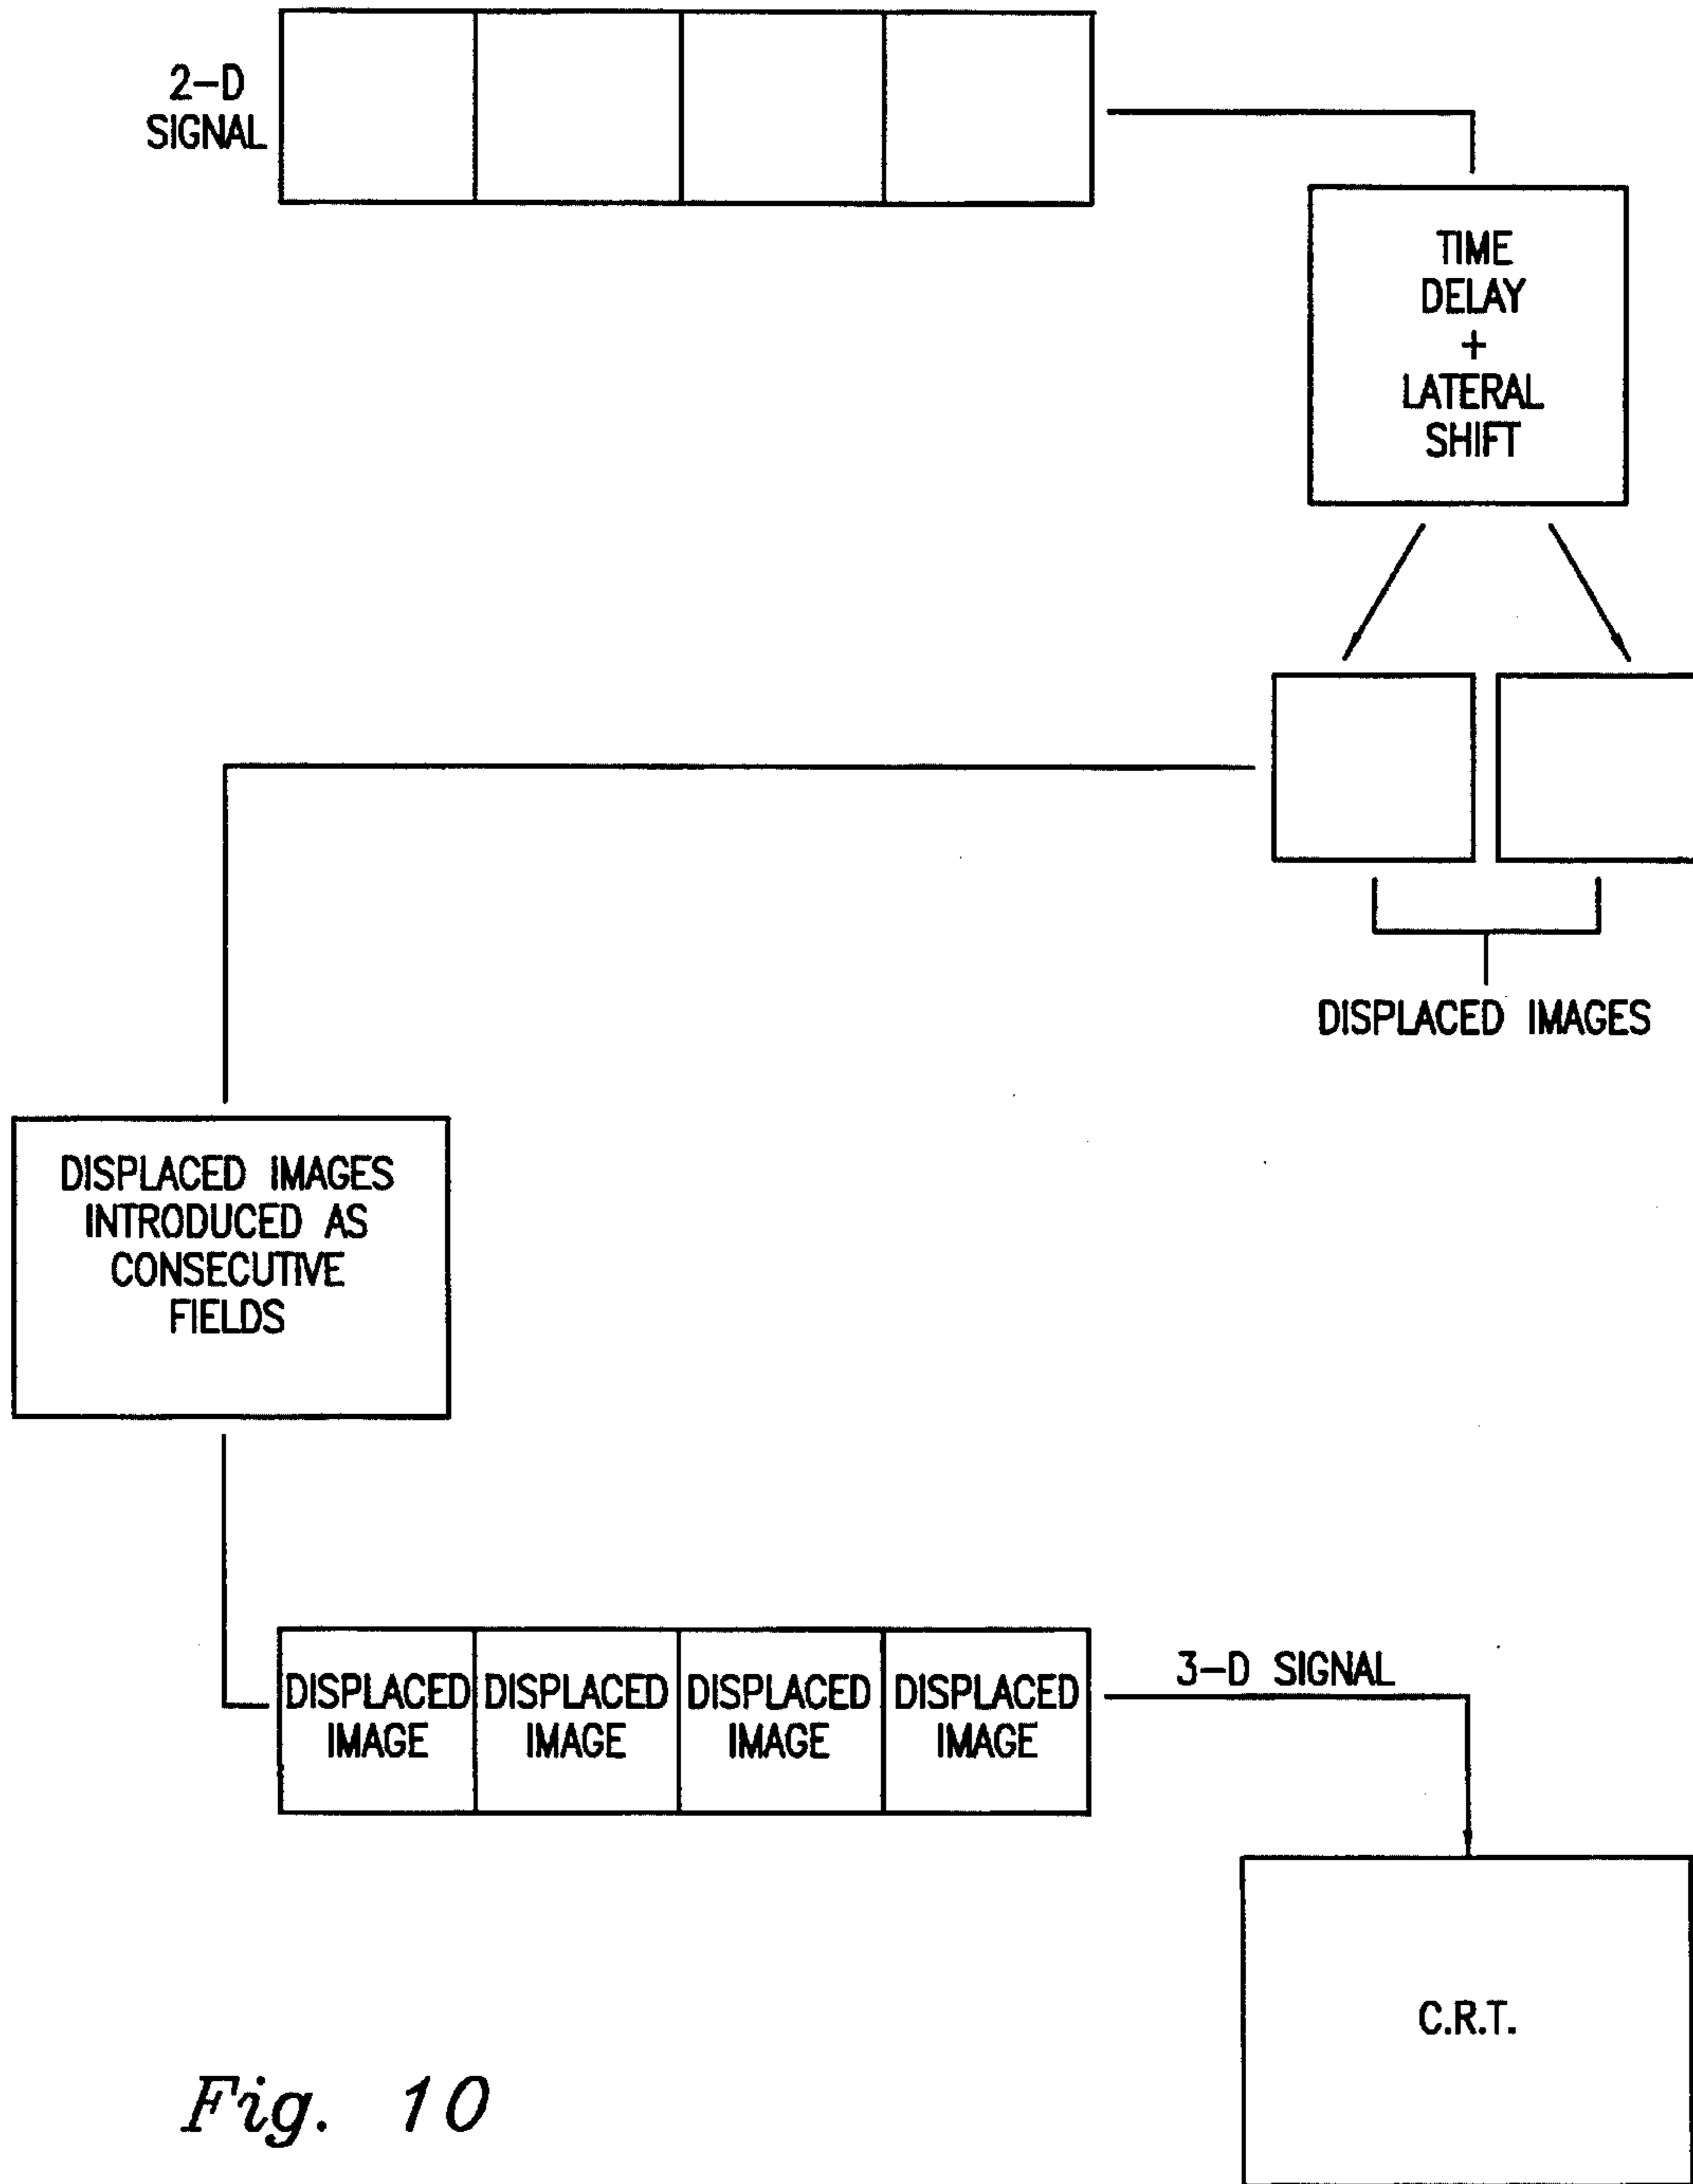 2-D
SIGNAL
TIME
DELAY
+
LATERAL
SHIFT
DISPLACED IMAGES
DISPLACED IMAGES
INTRODUCED AS
CONSECUTIVE
FIELDS
DISPLACED
IMAGE
DISPLACED
IMAGE
DISPLACED
IMAGE
DISPLACED
IMAGE
3-D SIGNAL
C.R.T.
Fig. 10